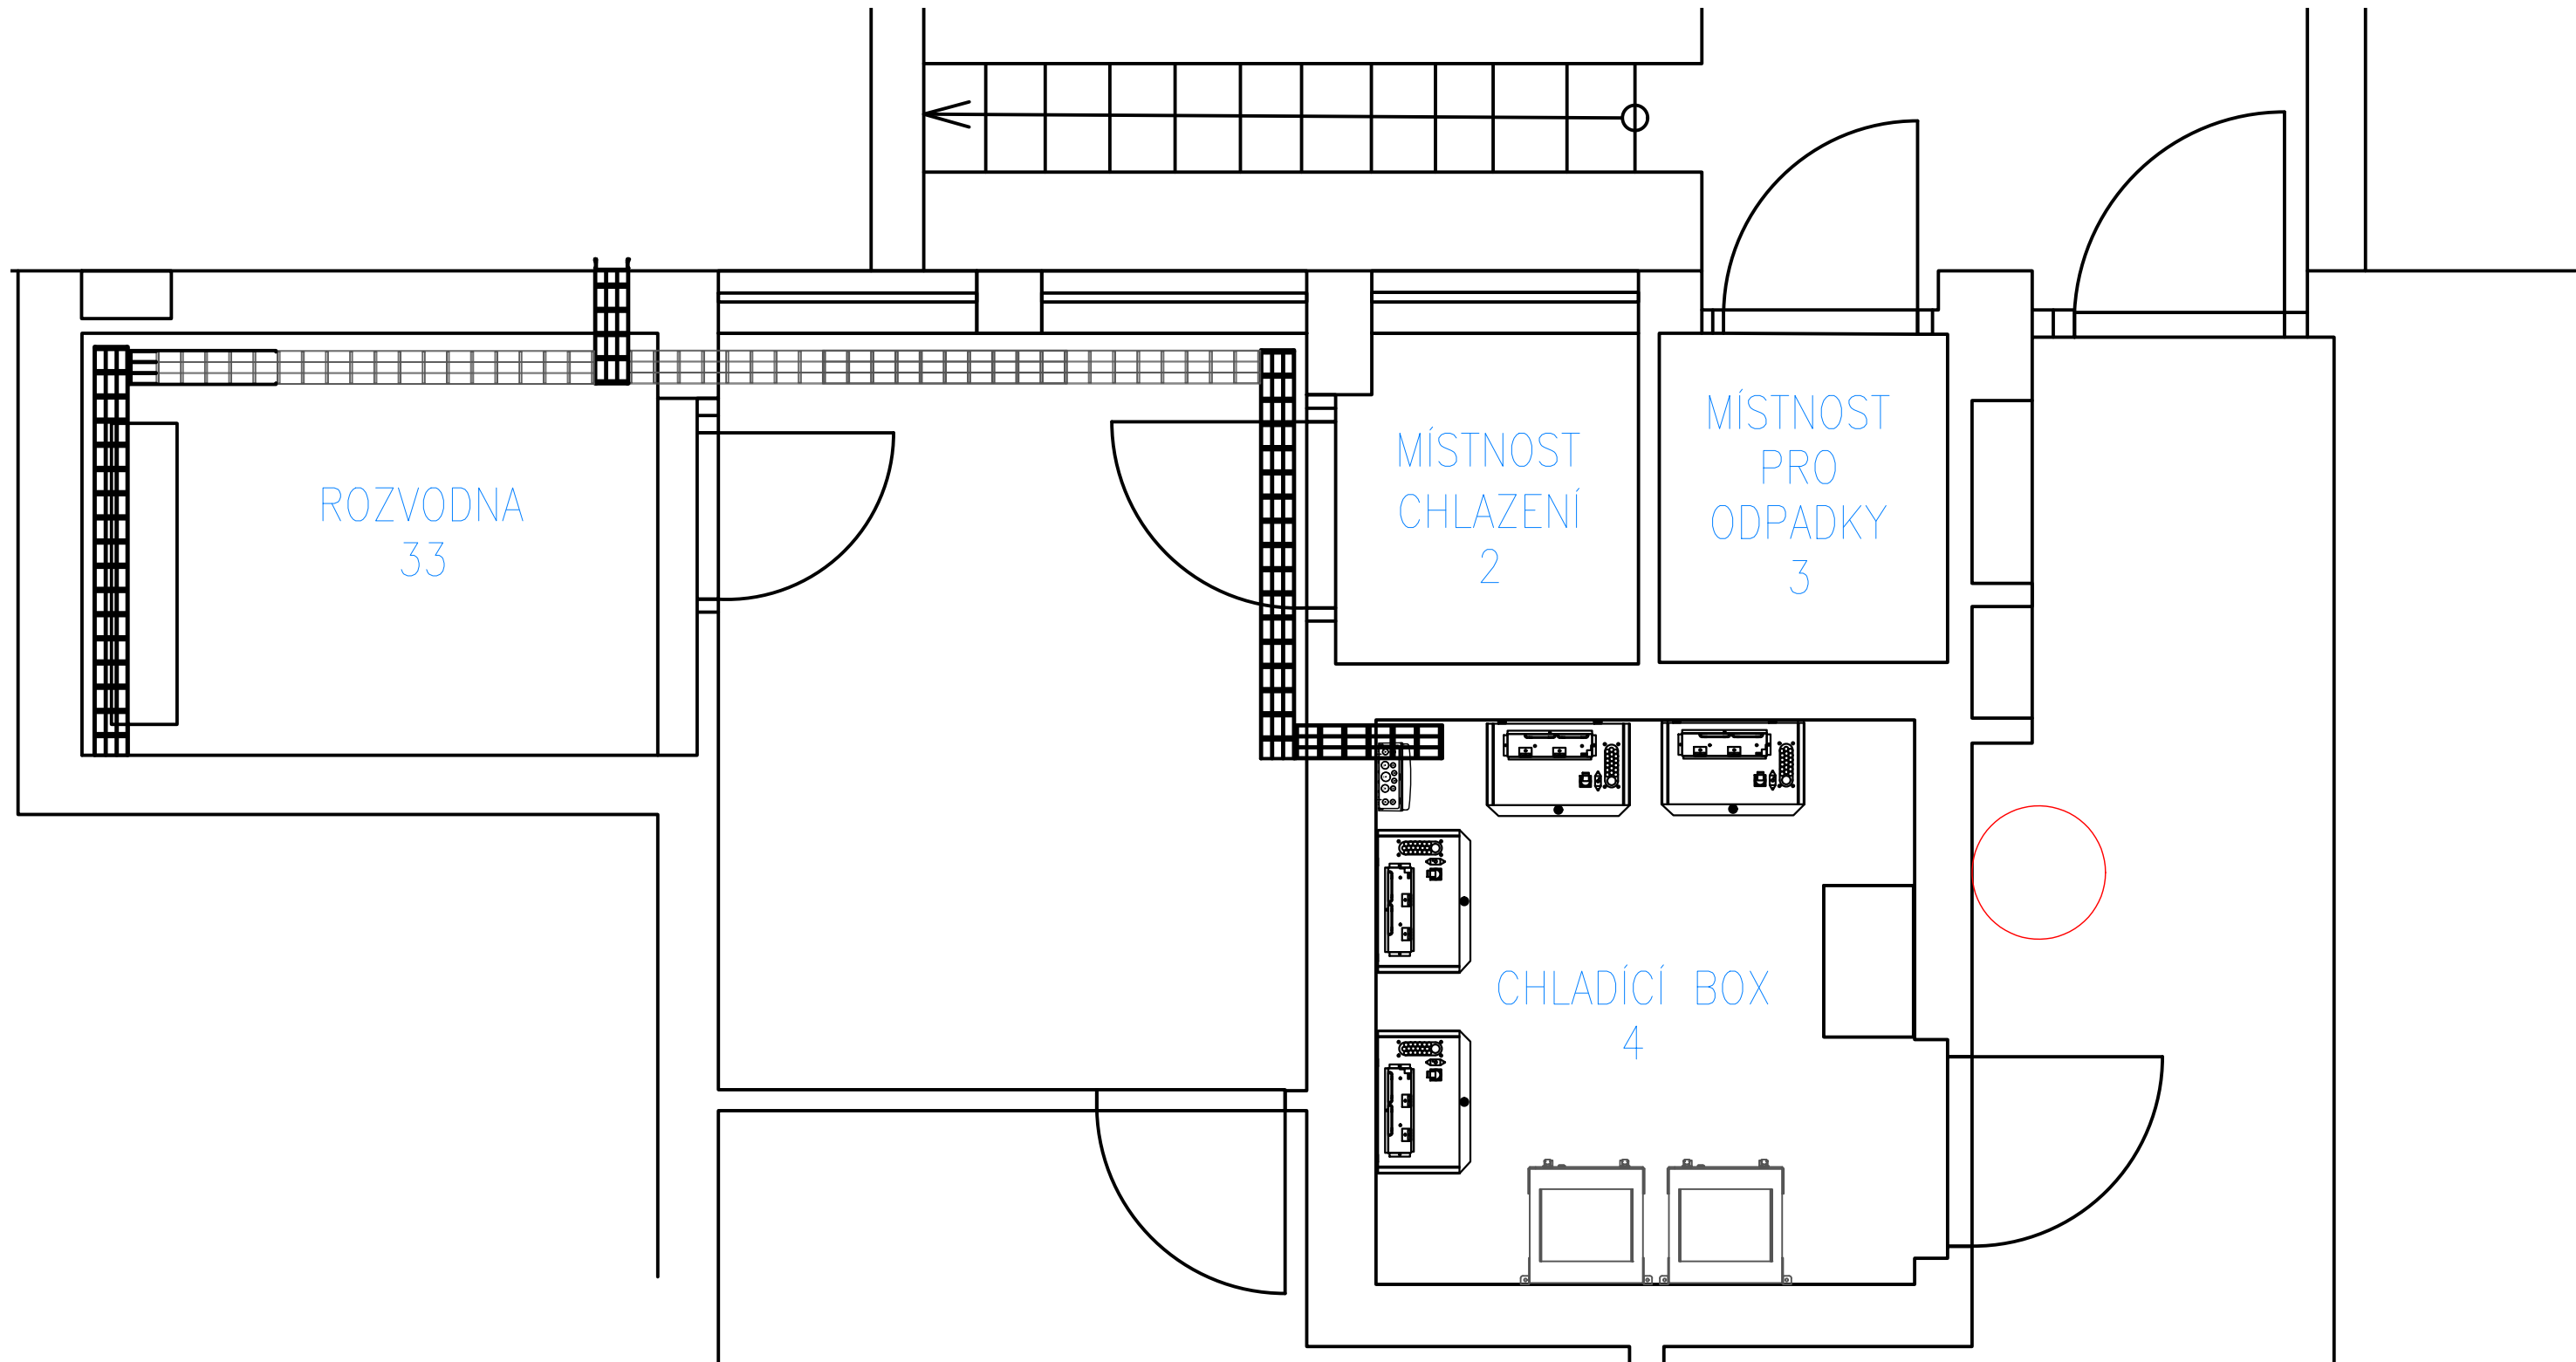 ROZVODNA
33
MÍSTNOST
CHLAZENÍ
2
MÍSTNOST
PRO
ODPADKY
3
CHLADÍCÍ BOX
4